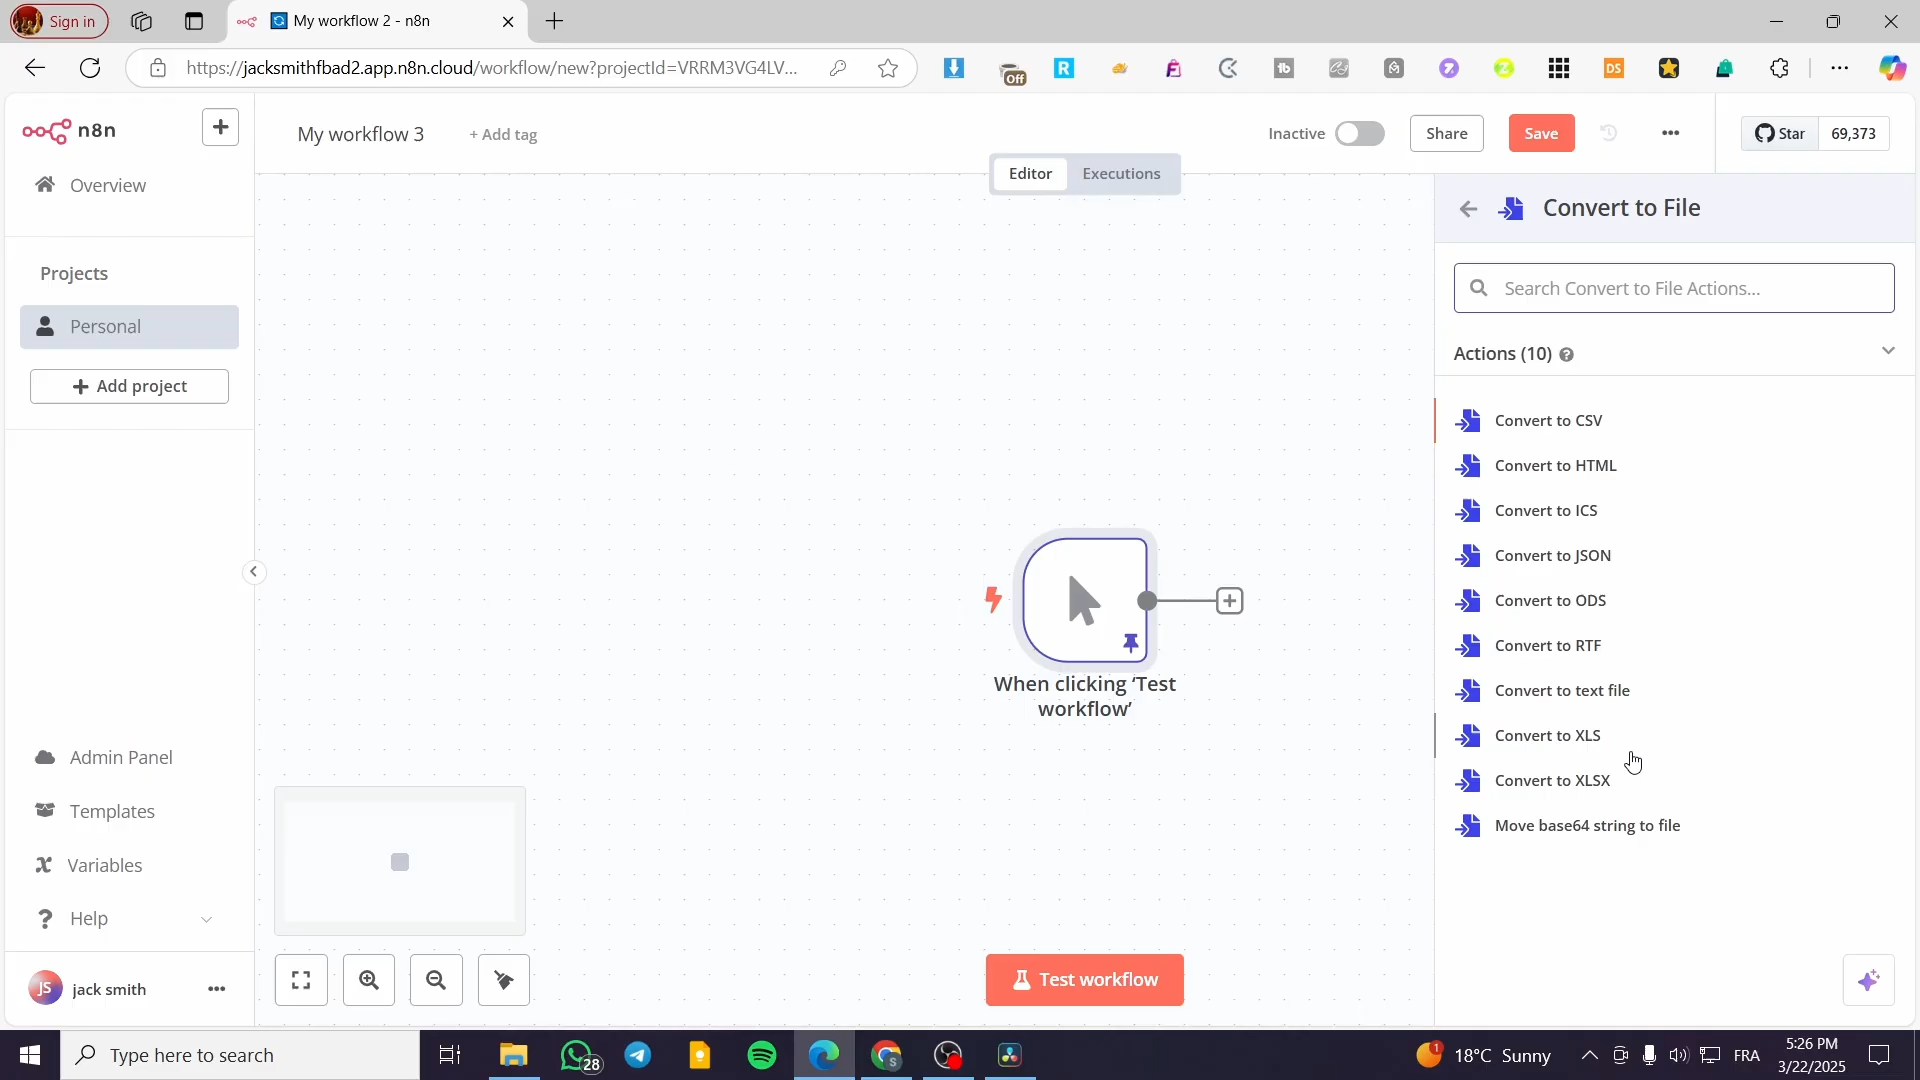 Sign in
My workflow 2 - n8n
https://jacksmithfbad2.app.n8n.cloud/workflow/new?projectId=VRRM3VG4LV...
Off
R
tb
DS
n8n
Overview
Projects
Personal
Add project
Admin Panel
Templates
Variables
Help
JS jack smith
My workflow 3
+ Add tag
Inactive
Share
Save
Star
69,373
Editor
Executions
When clicking ‘Test
workflow’
Test workflow
Convert to File
Search Convert to File Actions...
Actions (10)
Convert to CSV
Convert to HTML
Convert to ICS
Convert to JSON
Convert to ODS
Convert to RTF
Convert to text file
Convert to XLS
Convert to XLSX
Move base64 string to file
Type here to search
28
S
1
18°C Sunny
FRA
5:26 PM
3/22/2025